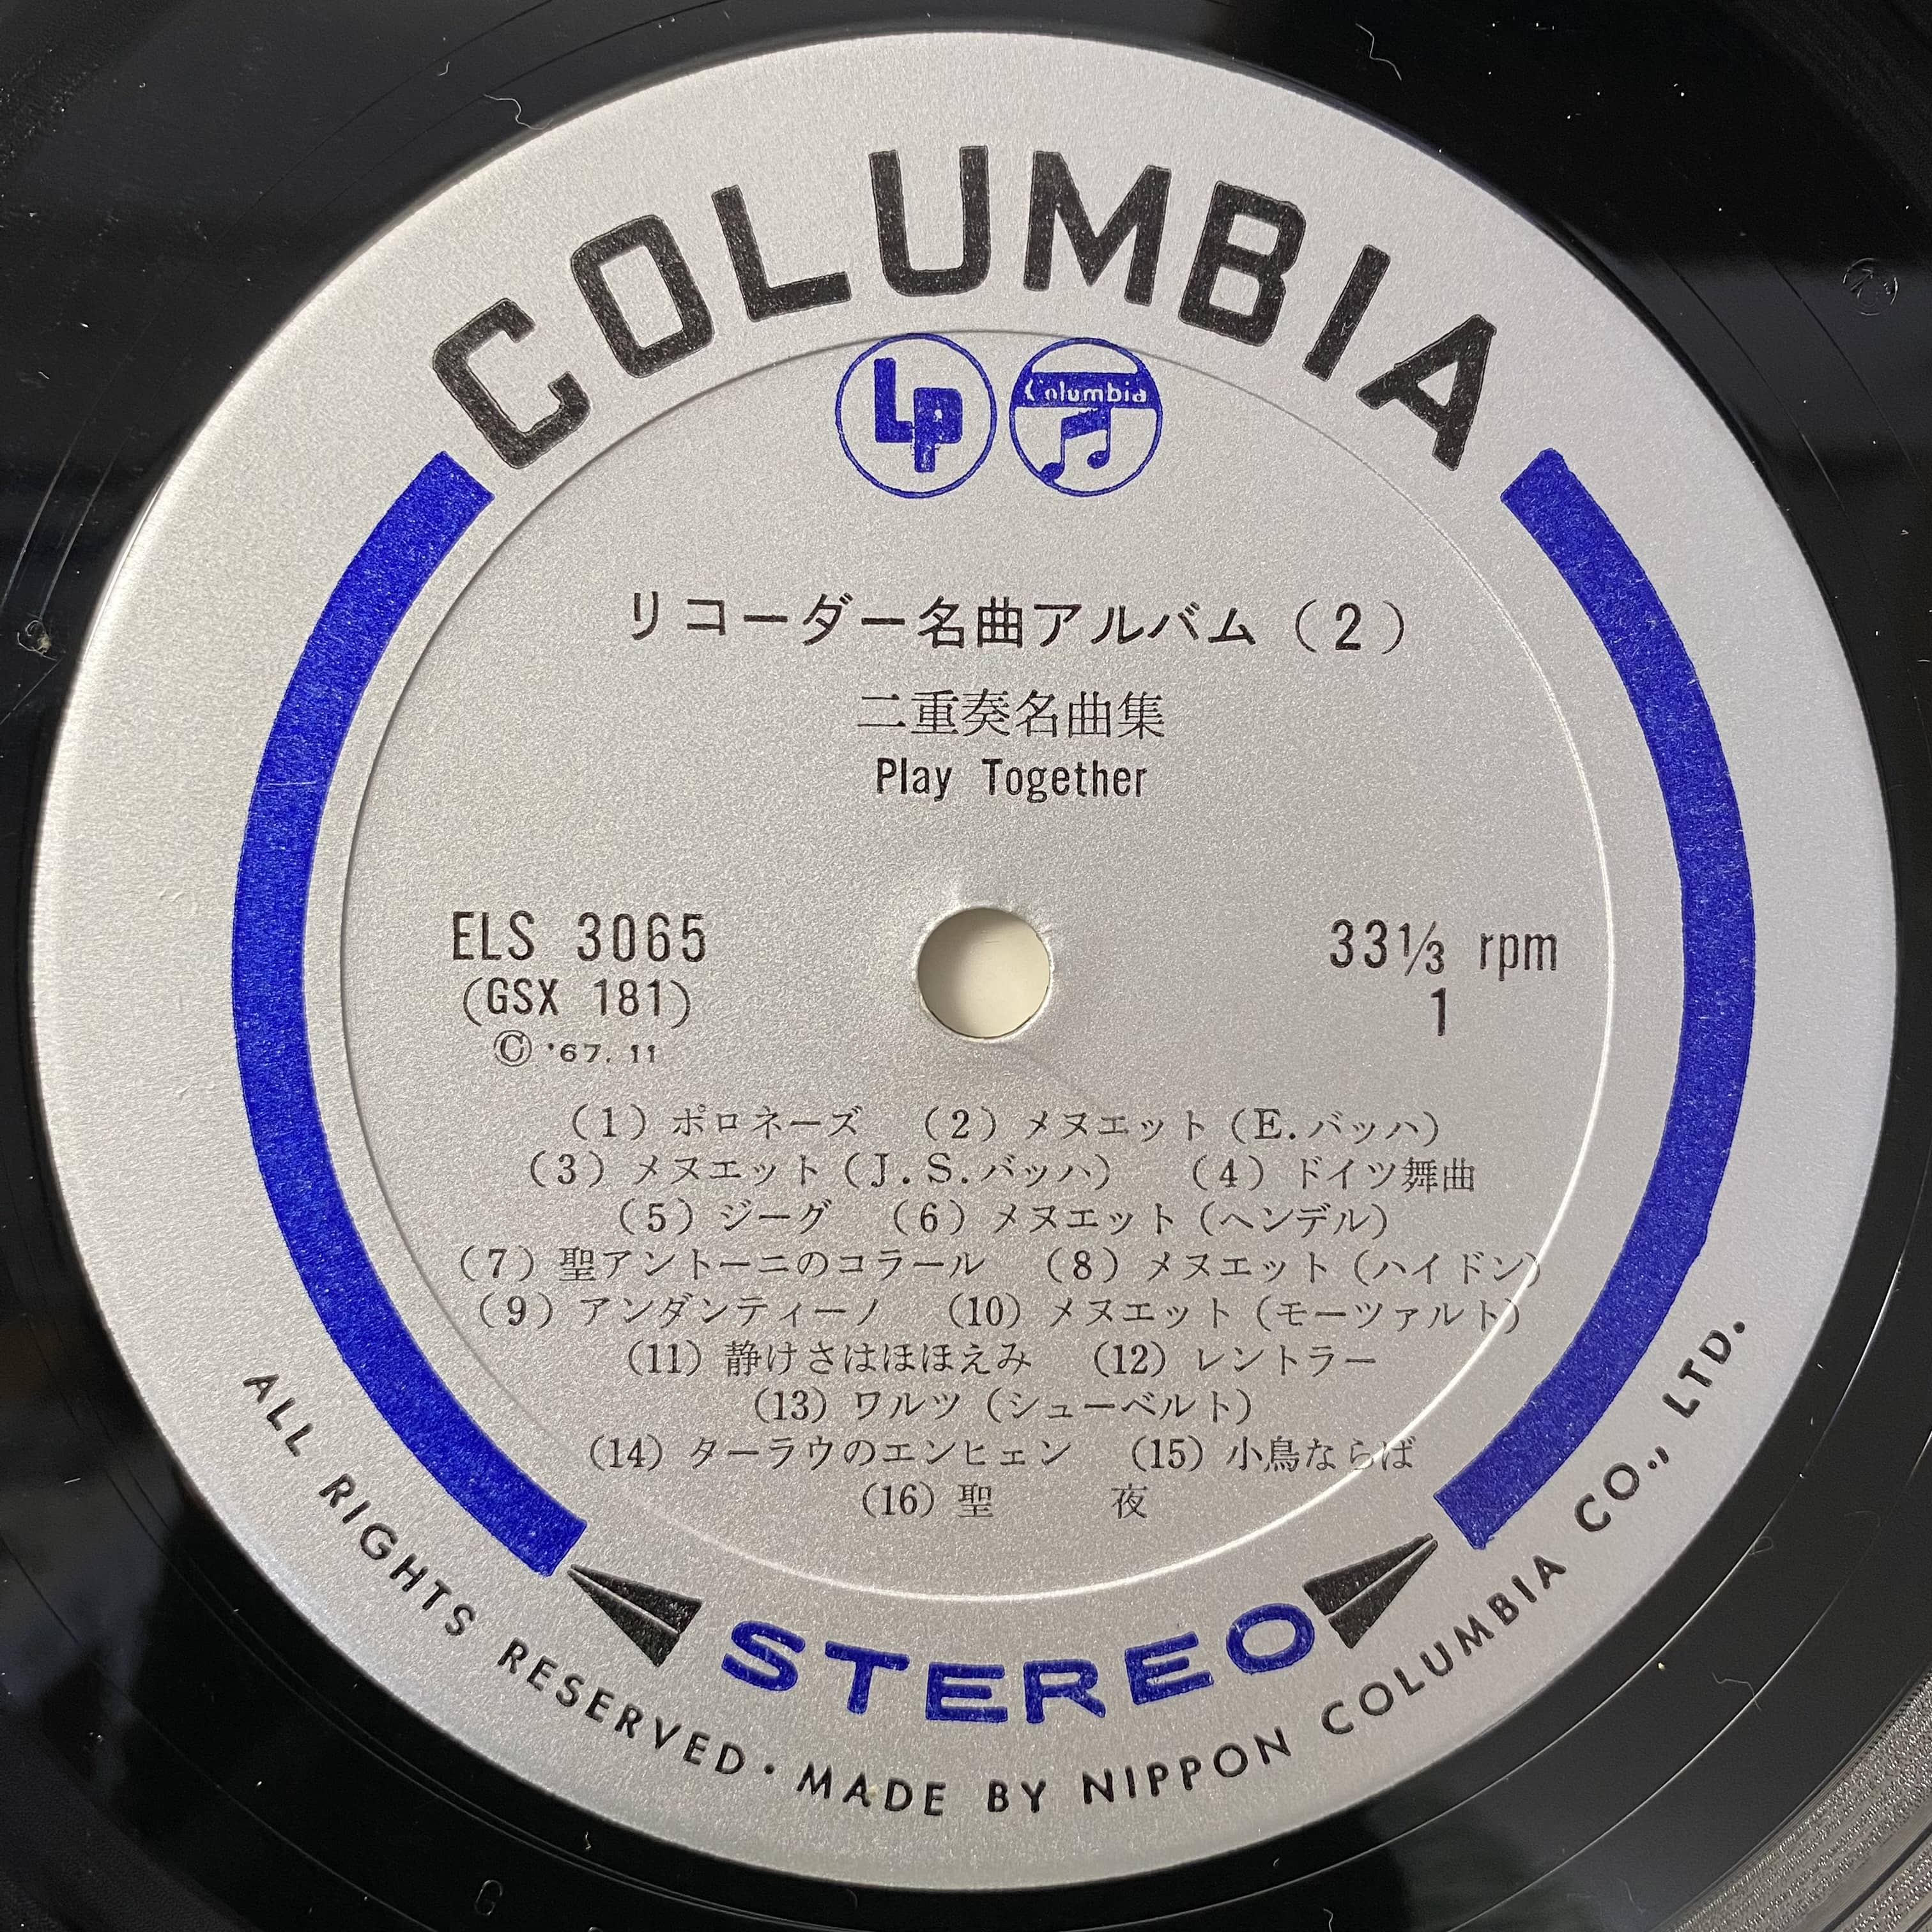 COLUMBIA
LP Columbia
リコーダー名曲アルバム（2）
二重奏名曲集
Play Together
ELS 3065
(GSX 181)
Ⓒ '67. 11
33⅓ rpm
1
（1）ポロネーズ （2）メヌエット（E.バッハ）
（3）メヌエット（J.S.バッハ） （4）ドイツ舞曲
（5）ジーグ （6）メヌエット（ヘンデル）
（7）聖アントーニのコラール （8）メヌエット（ハイドン）
（9）アンダンティーノ （10）メヌエット（モーツァルト）
（11）静けさはほほえみ （12）レントラー
（13）ワルツ（シューベルト）
（14）ターラウのエンヒェン （15）小鳥ならば
（16）聖 夜
STEREO
ALL RIGHTS RESERVED・MADE BY NIPPON COLUMBIA CO., LTD.